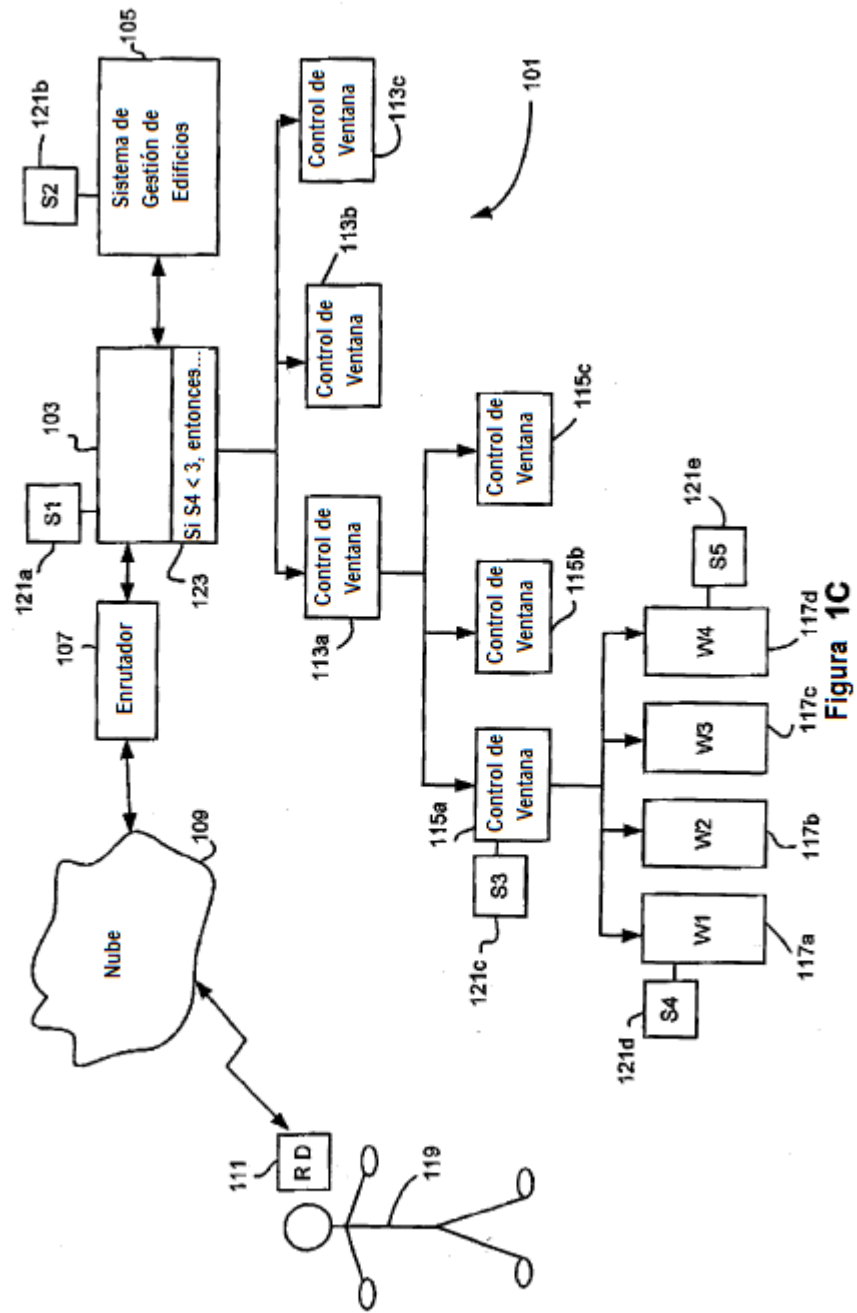 105
121b
S2
Sistema de
Gestión de
Edificios
103
S1
121a
Si S4 < 3, entonces...
123
107
Enrutador
109
Nube
111
R D
119
Control de
Ventana
113a
Control de
Ventana
113b
Control de
Ventana
113c
101
115a
Control de
Ventana
S3
121c
Control de
Ventana
115b
Control de
Ventana
115c
S4
121d
W1
117a
W2
117b
W3
117c
W4
117d
S5
121e
Figura 1C